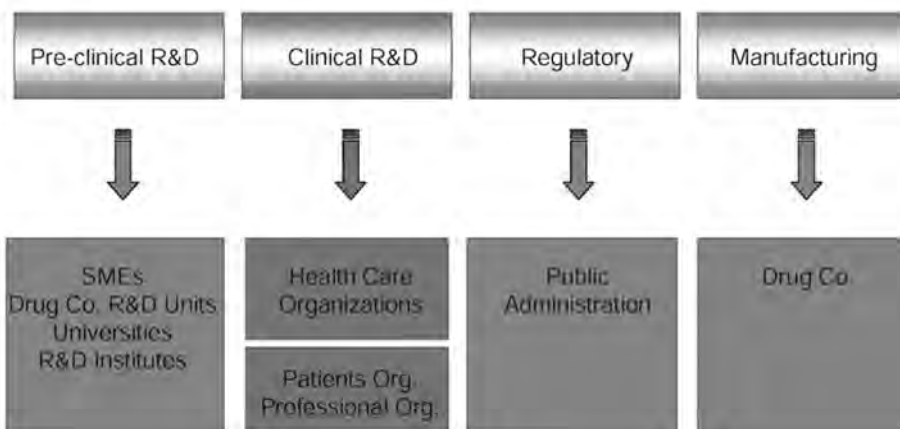 Pre-clinical R&D
Clinical R&D
Regulatory
Manufacturing
SMEs
Drug Co. R&D Units
Universities
R&D Institutes
Health Care
Organizations
Patients Org.
Professional Org.
Public
Administration
Drug Co.